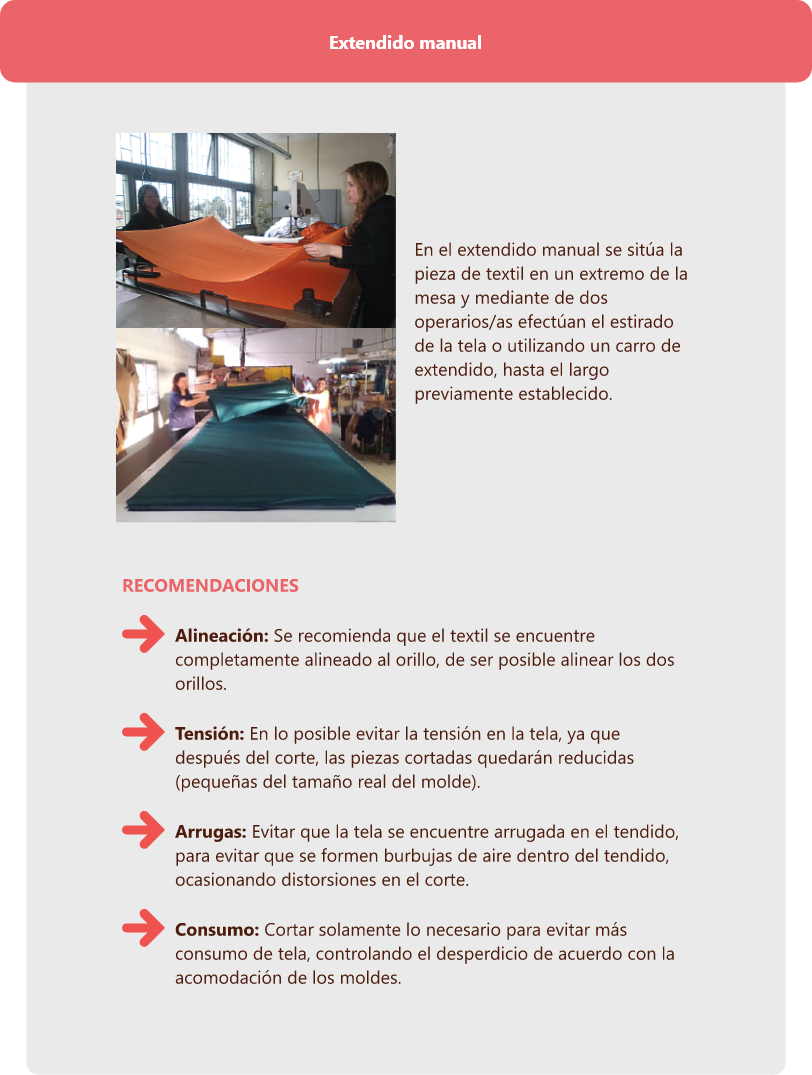 Extendido manual
En el extendido manual se sitúa la
pieza de textil en un extremo de la
mesa y mediante de dos
operarios/as efectúan el estirado
de la tela o utilizando un carro de
extendido, hasta el largo
previamente establecido.
RECOMENDACIONES
Alineación: Se recomienda que el textil se encuentre
completamente alineado al orillo, de ser posible alinear los dos
orillos.
Tensión: En lo posible evitar la tensión en la tela, ya que
después del corte, las piezas cortadas quedarán reducidas
(pequeñas del tamaño real del molde).
Arrugas: Evitar que la tela se encuentre arrugada en el tendido,
para evitar que se formen burbujas de aire dentro del tendido,
ocasionando distorsiones en el corte.
Consumo: Cortar solamente lo necesario para evitar más
consumo de tela, controlando el desperdicio de acuerdo con la
acomodación de los moldes.